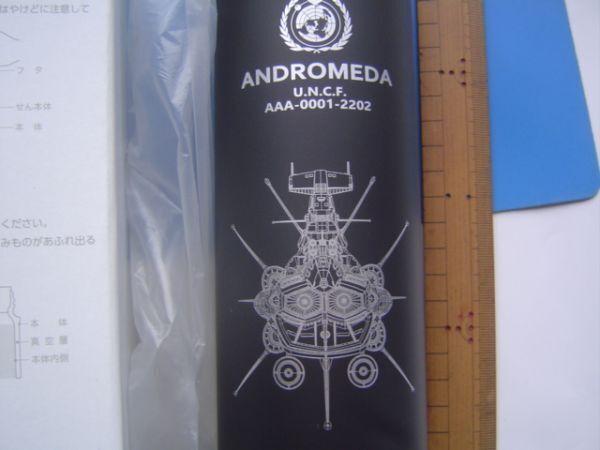 はやけどに注意して
フタ
せん本体
本体
ください。
みものがあふれ出る
本体
真空層
本体内側
ANDROMEDA
U.N.C.F.
AAA-0001-2202